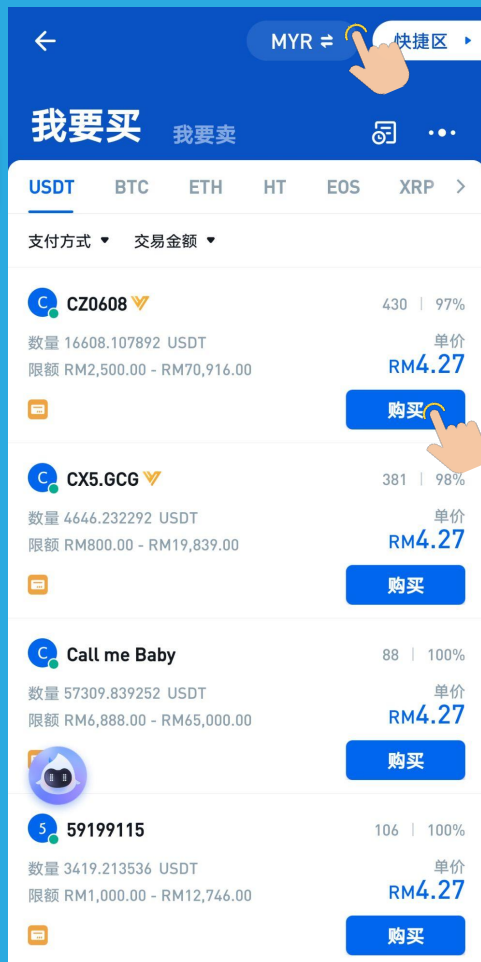 MYR ⇌ 快捷区
我要买 我要卖
USDT BTC ETH HT EOS XRP
支付方式 交易金额
C CZ0608 430 | 97%
数量 16608.107892 USDT 单价
限额 RM2,500.00 - RM70,916.00 RM4.27
购买
C CX5.GCG 381 | 98%
数量 4646.232292 USDT 单价
限额 RM800.00 - RM19,839.00 RM4.27
购买
C Call me Baby 88 | 100%
数量 57309.839252 USDT 单价
限额 RM6,888.00 - RM65,000.00 RM4.27
购买
5 59199115 106 | 100%
数量 3419.213536 USDT 单价
限额 RM1,000.00 - RM12,746.00 RM4.27
购买